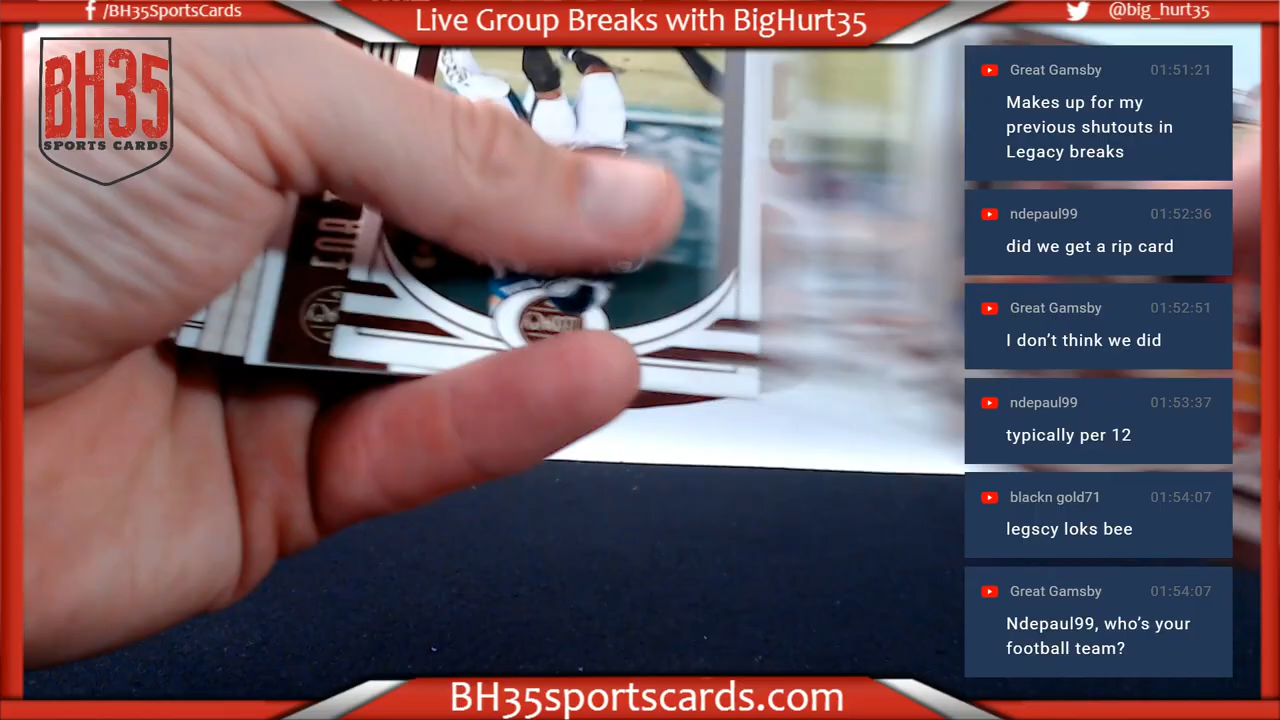 /BH35SportsCards
Live Group Breaks with BigHurt35
@big_hurt35
BH35
SPORTS CARDS
Great Gamsby 01:51:21
Makes up for my
previous shutouts in
Legacy breaks
ndepaul99 01:52:36
did we get a rip card
Great Gamsby 01:52:51
I don't think we did
ndepaul99 01:53:37
typically per 12
blackn gold71 01:54:07
legscy loks bee
Great Gamsby 01:54:07
Ndepaul99, who's your
football team?
BH35sportscards.com